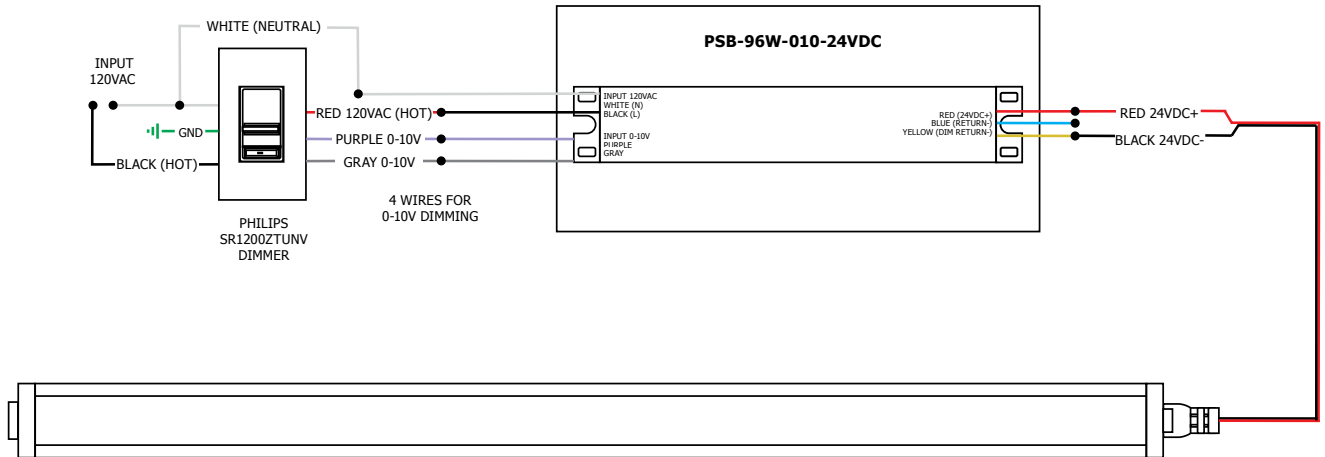 WHITE (NEUTRAL)
PSB-96W-010-24VDC
INPUT
120VAC
INPUT 120VAC
WHITE (N)
BLACK (L)
RED 120VAC (HOT)
RED (24VDC+)
BLUE (RETURN-)
YELLOW (DIM RETURN-)
RED 24VDC+
GND
PURPLE 0-10V
INPUT 0-10V
PURPLE
GRAY
BLACK 24VDC-
BLACK (HOT)
GRAY 0-10V
4 WIRES FOR
0-10V DIMMING
PHILIPS
SR1200ZTUNV
DIMMER